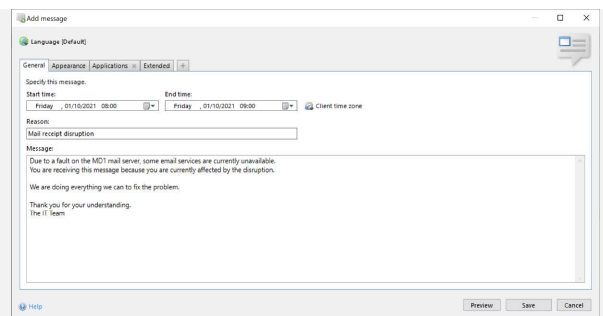 Add message
Language [Default]
General Appearance Applications Extended +
Specify this message.
Start time: End time:
Friday , 01/10/2021 08:00 Friday , 01/10/2021 09:00 Client time zone
Reason:
Mail receipt disruption
Message:
Due to a fault on the MD1 mail server, some email services are currently unavailable.
You are receiving this message because you are currently affected by the disruption.
We are doing everything we can to fix the problem.
Thank you for your understanding.
The IT Team
Help Preview Save Cancel